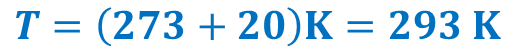 T = (273 + 20)K = 293 K